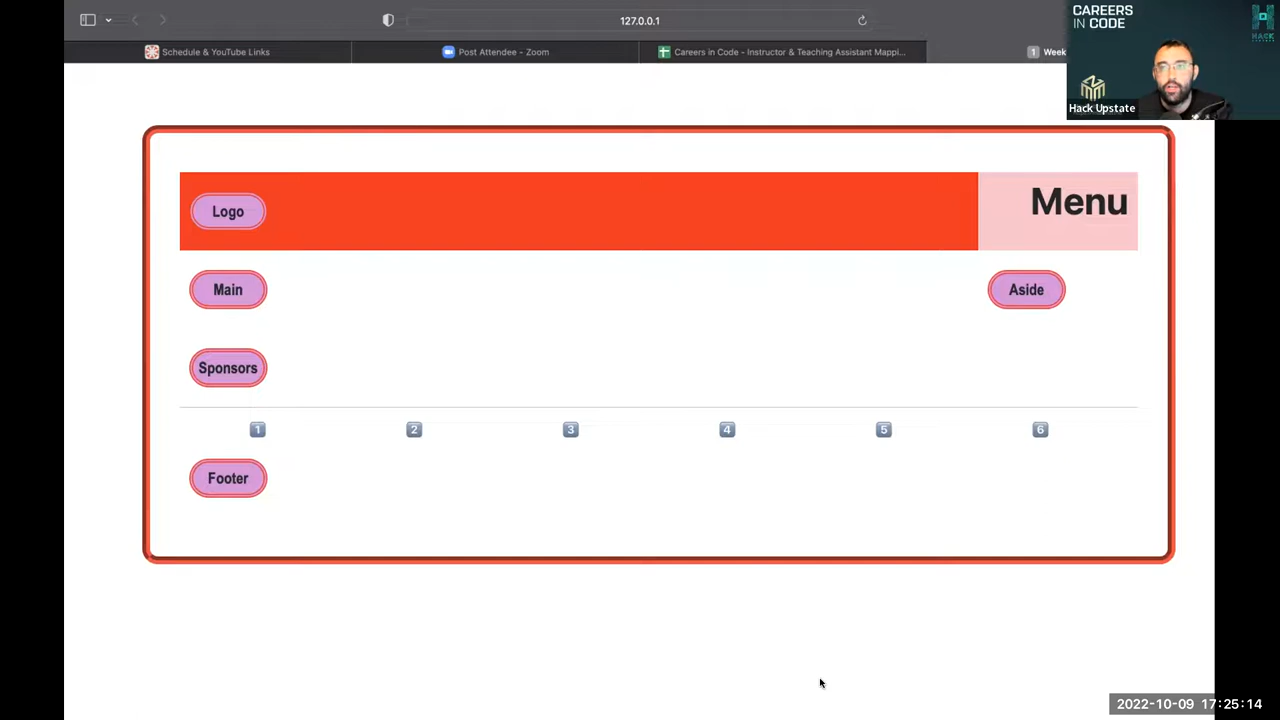 127.0.0.1
Schedule & YouTube Links
Post Attendee - Zoom
Careers in Code - Instructor & Teaching Assistant Mappi...
1 Week
CAREERS
IN CODE
HACK
Hack Upstate
Logo
Menu
Main
Aside
Sponsors
1 2 3 4 5 6
Footer
2022-10-09 17:25:14